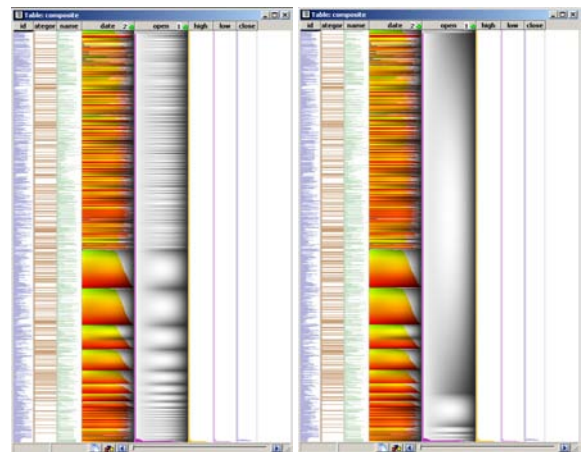 Table: composite
id ategor name date 2 open 1 high low close
Table: composite
id ategor name date 2 open 1 high low close